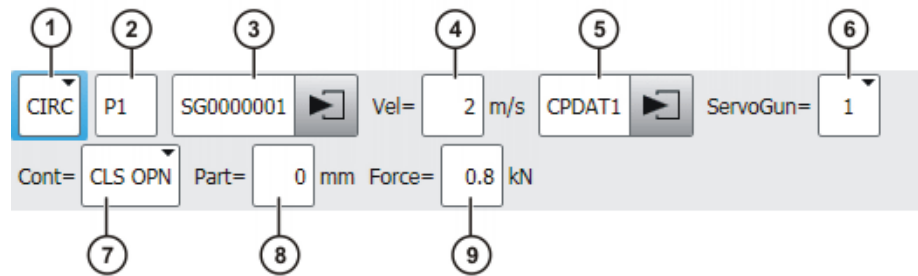 1 2 3 4 5 6
CIRC P1 SG0000001 Vel= 2 m/s CPDAT1 ServoGun= 1
Cont= CLS OPN Part= 0 mm Force= 0.8 kN
7 8 9